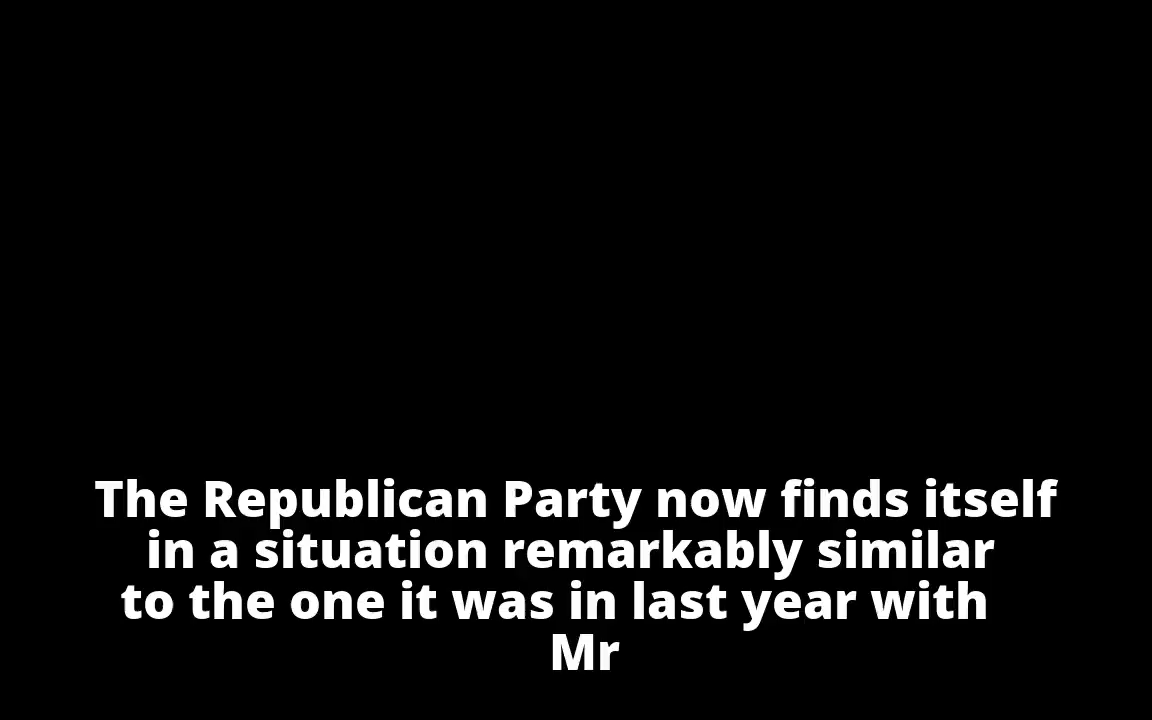 The Republican Party now finds itself
in a situation remarkably similar
to the one it was in last year with
Mr